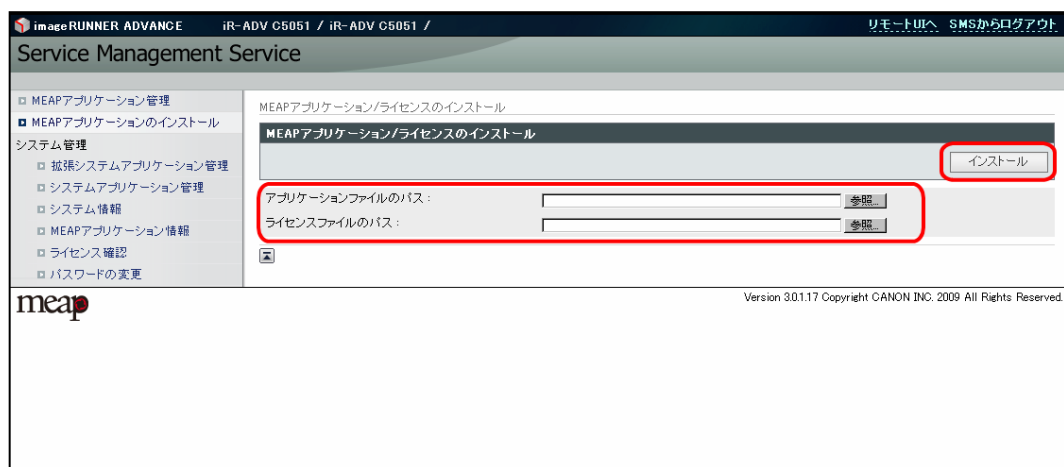 imageRUNNER ADVANCE iR-ADV C5051 / iR-ADV C5051 / リモートUIへ SMSからログアウト
Service Management Service
MEAPアプリケーション管理
MEAPアプリケーションのインストール
システム管理
拡張システムアプリケーション管理
システムアプリケーション管理
システム情報
MEAPアプリケーション情報
ライセンス確認
パスワードの変更
MEAPアプリケーション/ライセンスのインストール
MEAPアプリケーション/ライセンスのインストール
インストール
アプリケーションファイルのパス : 参照...
ライセンスファイルのパス : 参照...
meap
Version 3.0.1.17 Copyright CANON INC. 2009 All Rights Reserved.